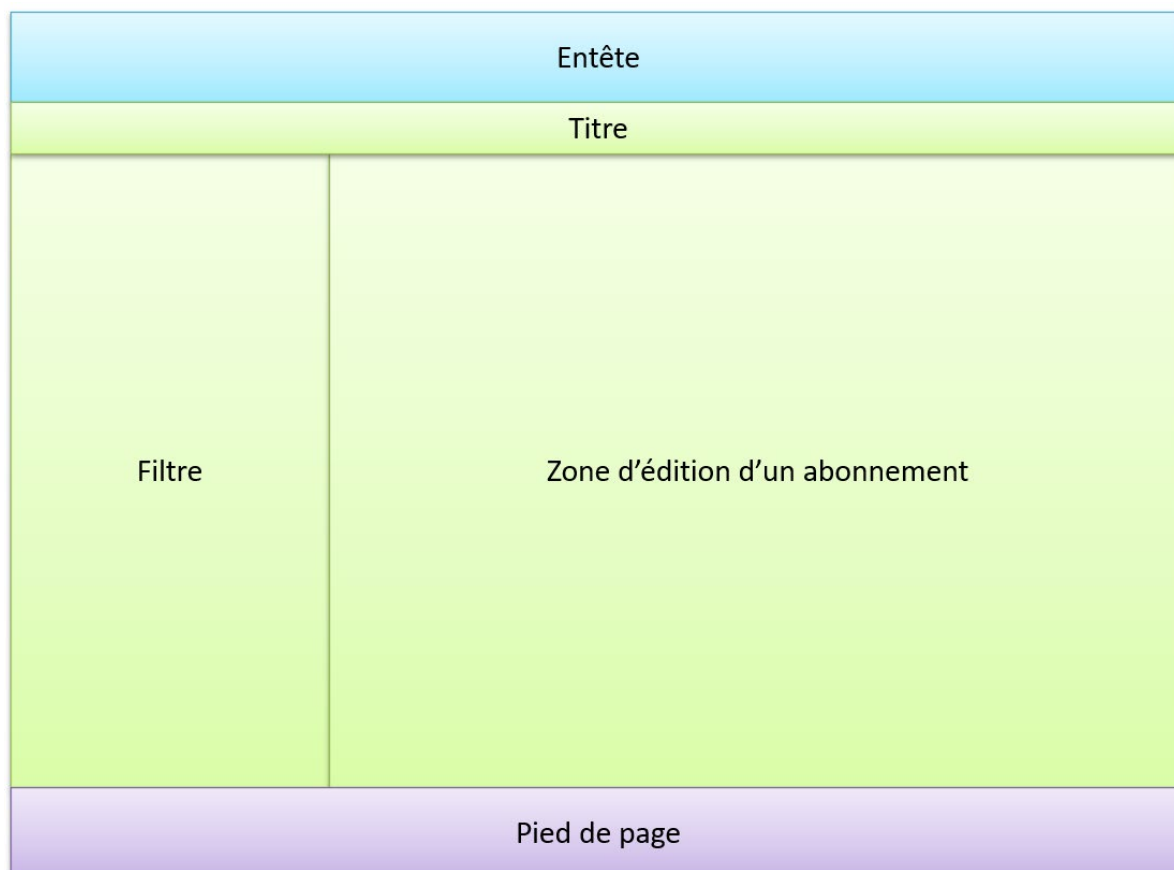 Entête
Titre
Filtre
Zone d’édition d’un abonnement
Pied de page